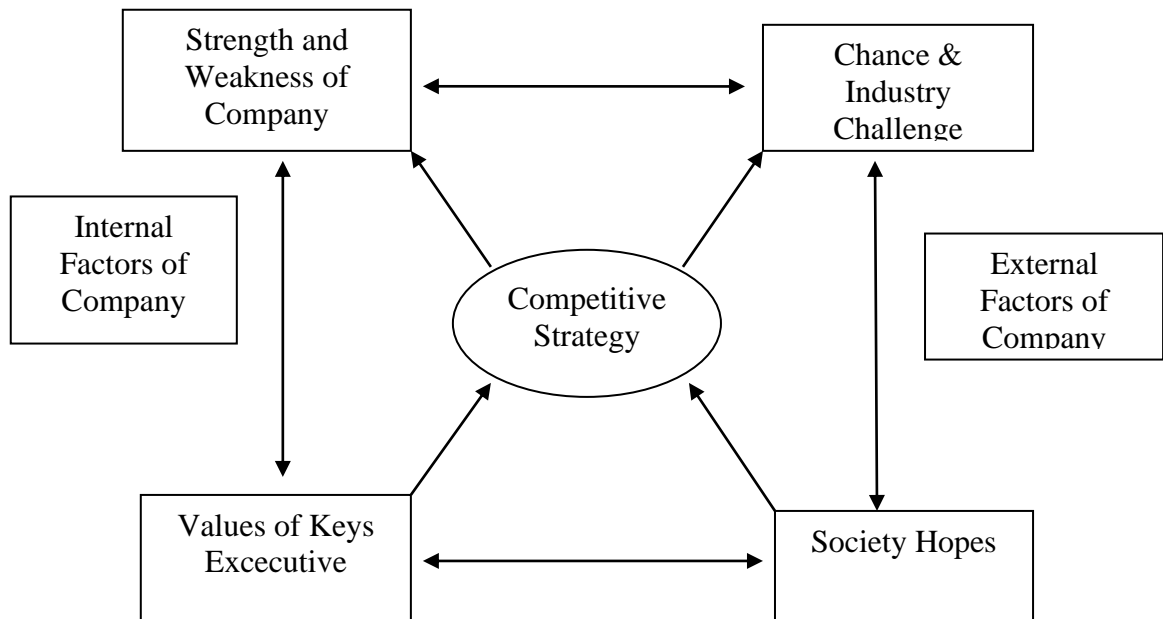 Strength and
Weakness of
Company
Chance &
Industry
Challenge
Internal
Factors of
Company
External
Factors of
Company
Competitive
Strategy
Values of Keys
Excecutive
Society Hopes